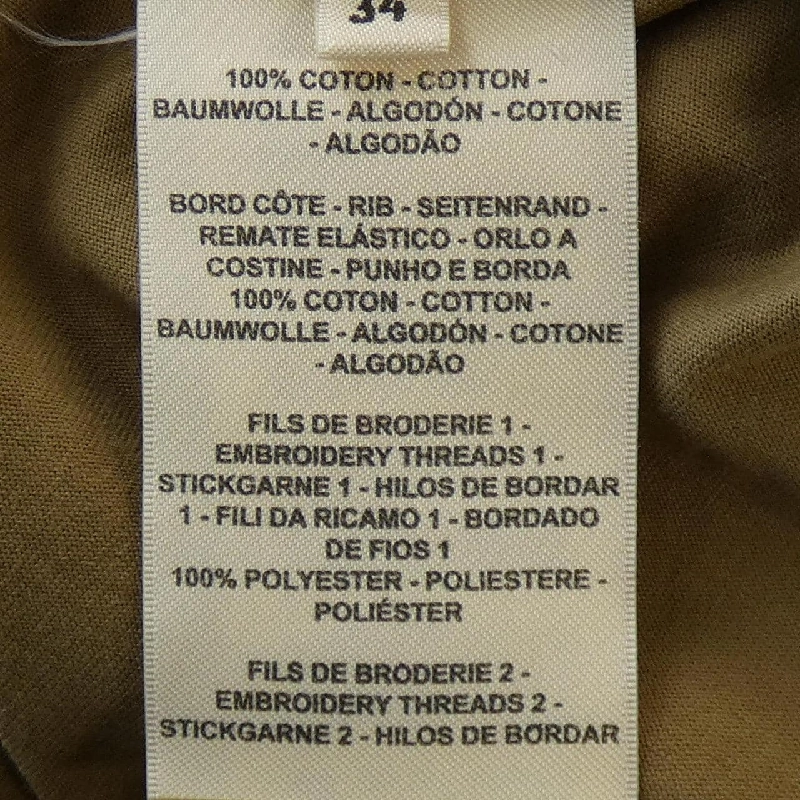 34
100% COTON - COTTON -
BAUMWOLLE - ALGODÓN - COTONE
- ALGODÃO
BORD CÔTE - RIB - SEITENRAND -
REMATE ELÁSTICO - ORLO A
COSTINE - PUNHO E BORDA
100% COTON - COTTON -
BAUMWOLLE - ALGODÓN - COTONE
- ALGODÃO
FILS DE BRODERIE 1 -
EMBROIDERY THREADS 1 -
STICKGARNE 1 - HILOS DE BORDAR
1 - FILI DA RICAMO 1 - BORDADO
DE FIOS 1
100% POLYESTER - POLIESTERE -
POLIÉSTER
FILS DE BRODERIE 2 -
EMBROIDERY THREADS 2 -
STICKGARNE 2 - HILOS DE BORDAR